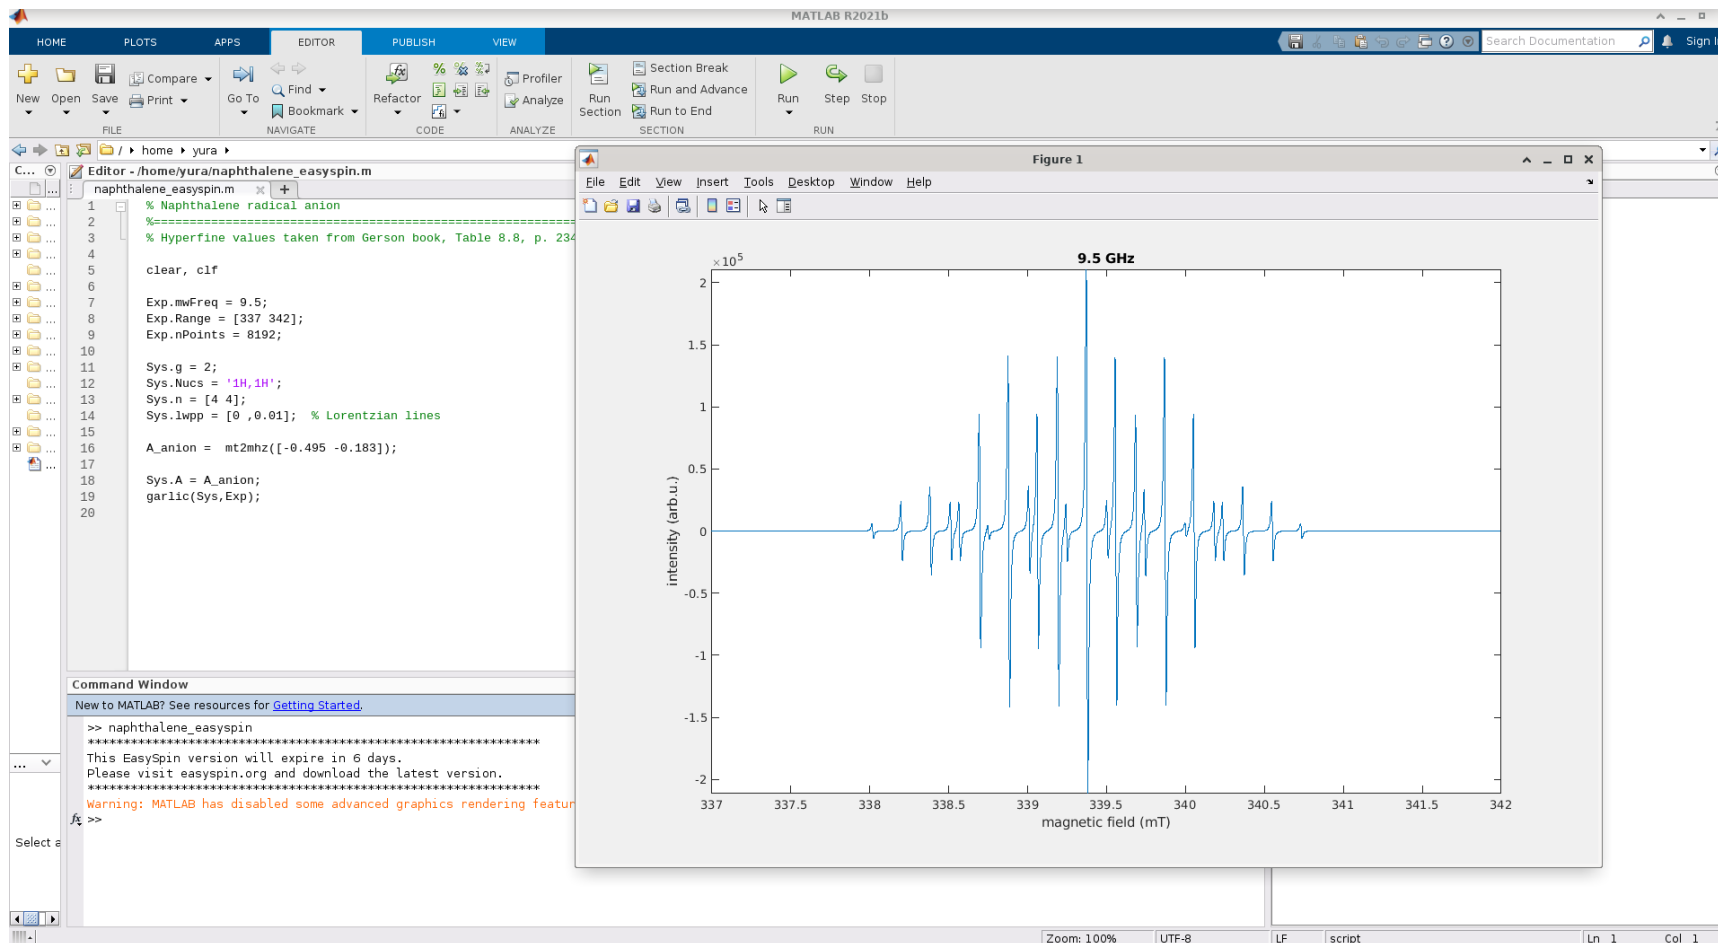 MATLAB R2021b
HOME PLOTS APPS EDITOR PUBLISH VIEW
Search Documentation
Sign I
New Open Save
Compare
Print
FILE
Go To
Find
Bookmark
NAVIGATE
Refactor
CODE
Profiler
Analyze
ANALYZE
Run Section
Section Break
Run and Advance
Run to End
SECTION
Run Step Stop
RUN
/ home yura
C...
Editor - /home/yura/naphthalene_easyspin.m
naphthalene_easyspin.m
1 % Naphthalene radical anion
2 %===========================================================
3 % Hyperfine values taken from Gerson book, Table 8.8, p. 234
4
5 clear, clf
6
7 Exp.mwFreq = 9.5;
8 Exp.Range = [337 342];
9 Exp.nPoints = 8192;
10
11 Sys.g = 2;
12 Sys.Nucs = '1H,1H';
13 Sys.n = [4 4];
14 Sys.lwpp = [0 ,0.01]; % Lorentzian lines
15
16 A_anion = mt2mhz([-0.495 -0.183]);
17
18 Sys.A = A_anion;
19 garlic(Sys,Exp);
20
Command Window
New to MATLAB? See resources for Getting Started.
>> naphthalene_easyspin
***************************************************************
This EasySpin version will expire in 6 days.
Please visit easyspin.org and download the latest version.
***************************************************************
Warning: MATLAB has disabled some advanced graphics rendering featur
fx >>
Select a
Figure 1
File Edit View Insert Tools Desktop Window Help
9.5 GHz
×10^5
2
1.5
1
0.5
0
-0.5
-1
-1.5
-2
intensity (arb.u.)
337 337.5 338 338.5 339 339.5 340 340.5 341 341.5 342
magnetic field (mT)
Zoom: 100% UTF-8 LF script Ln 1 Col 1